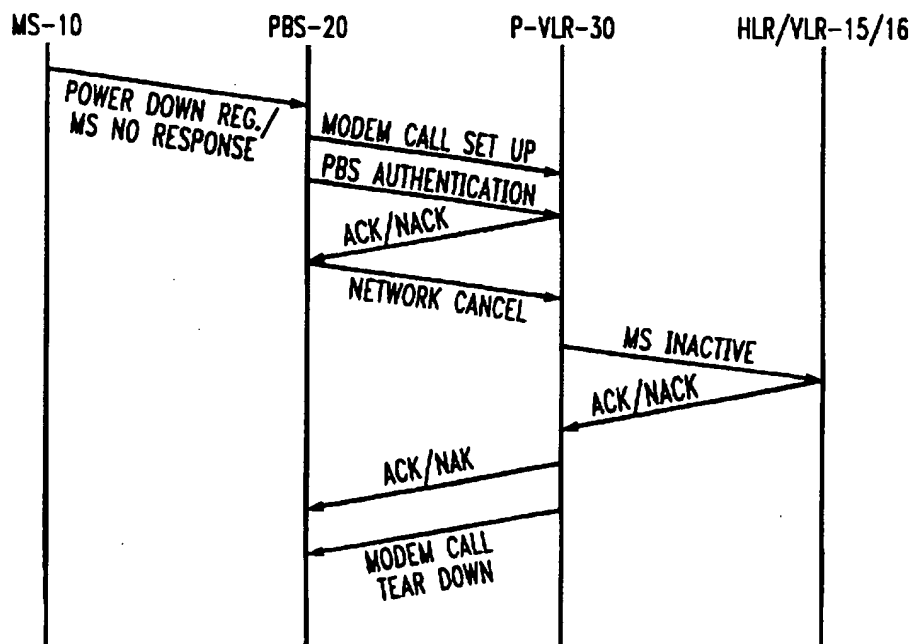 MS-10 PBS-20 P-VLR-30 HLR/VLR-15/16
POWER DOWN REG./
MS NO RESPONSE
MODEM CALL SET UP
PBS AUTHENTICATION
ACK/NACK
NETWORK CANCEL
MS INACTIVE
ACK/NACK
ACK/NAK
MODEM CALL
TEAR DOWN